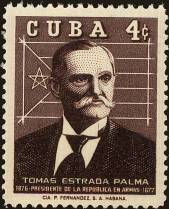 CUBA 4¢
TOMAS ESTRADA PALMA
1876-PRESIDENTE DE LA REPUBLICA EN ARMAS-1877
CIA. P. FERNANDEZ, S. A. HABANA.